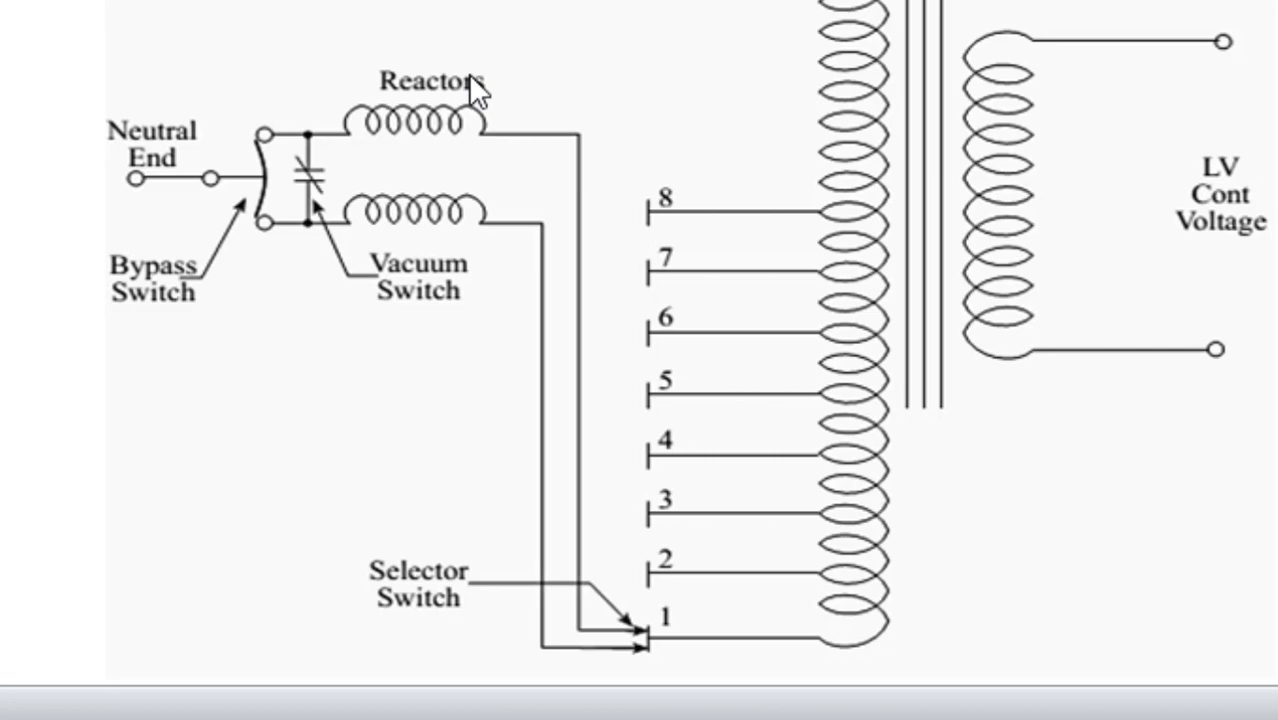 Reactors
Neutral
End
Bypass
Switch
Vacuum
Switch
8
7
6
5
4
3
2
1
Selector
Switch
LV
Cont
Voltage